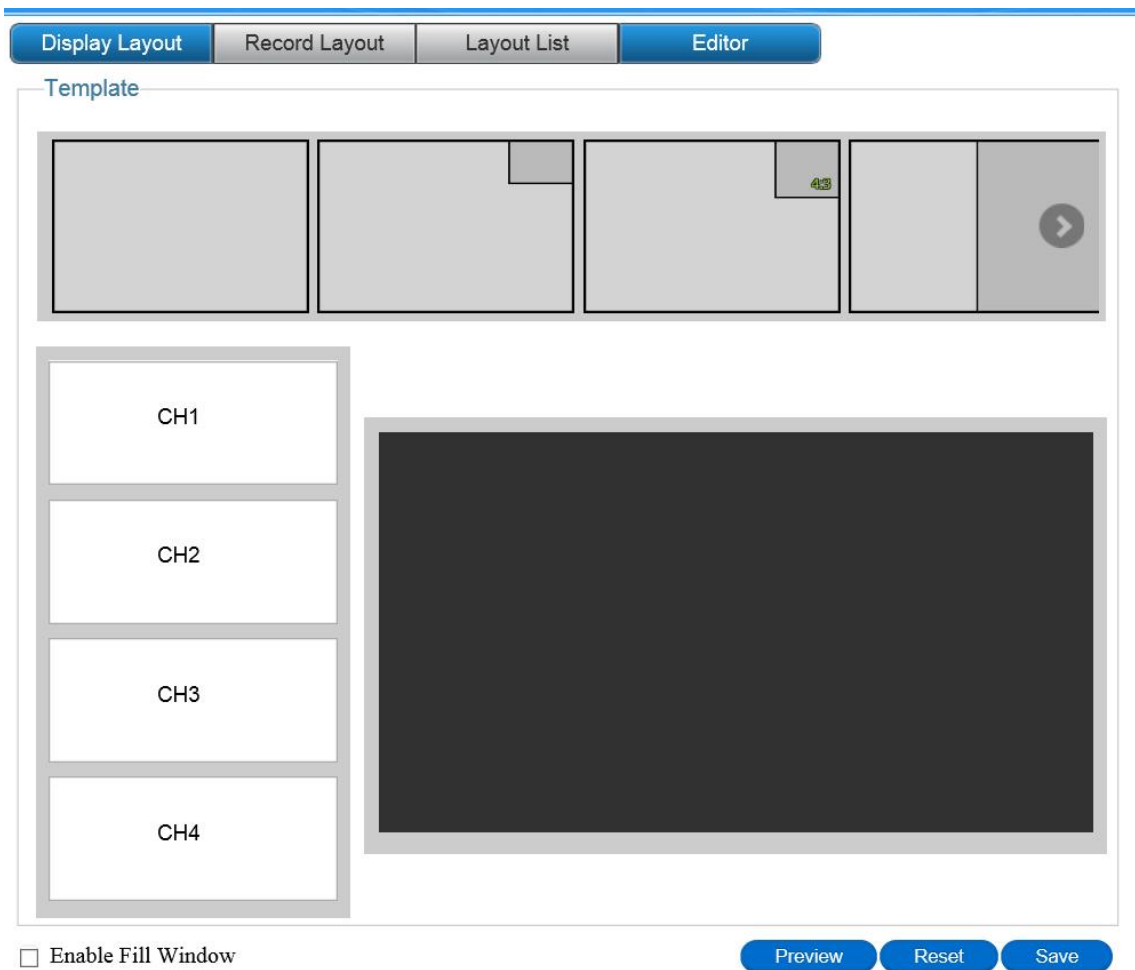 Display Layout
Record Layout
Layout List
Editor
Template
4:3
CH1
CH2
CH3
CH4
Enable Fill Window
Preview
Reset
Save